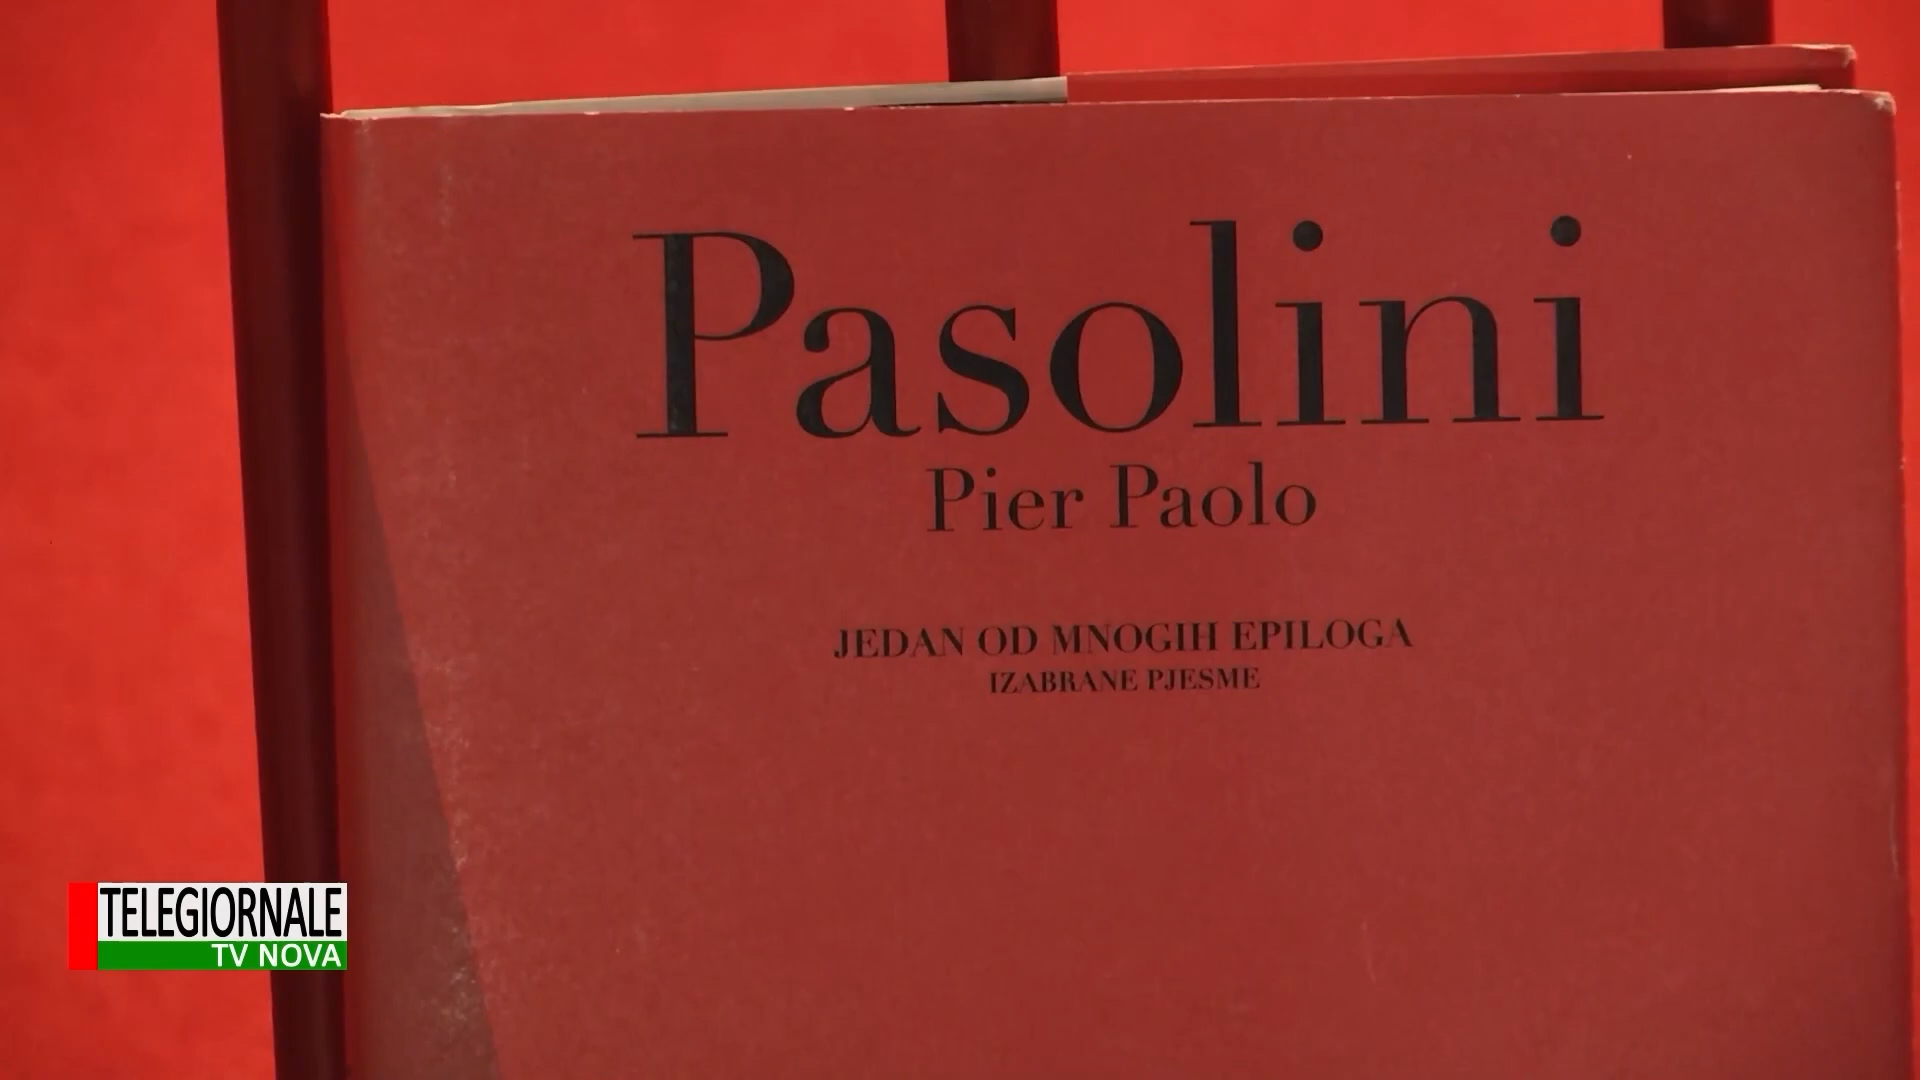 Pasolini
Pier Paolo
JEDAN OD MNOGIH EPILOGA
IZABRANE PJESME
TELEGIORNALE
TV NOVA